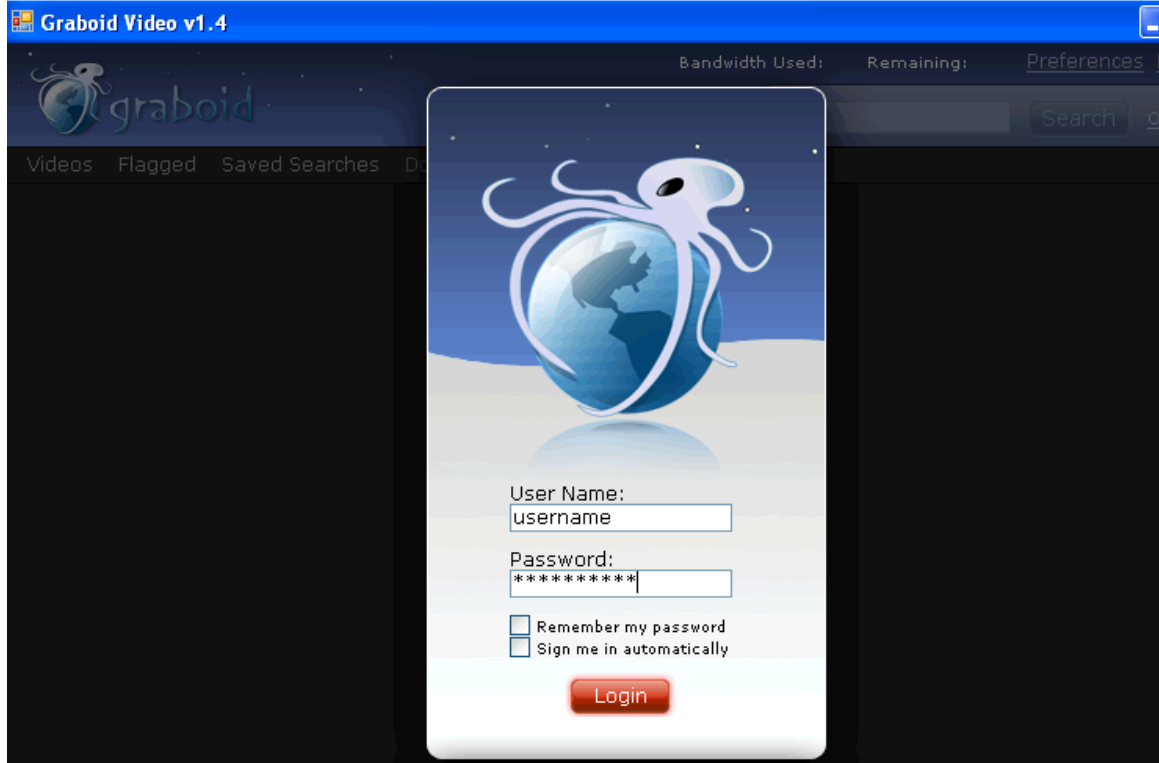 Graboid Video v1.4
Bandwidth Used: Remaining: Preferences
graboid
Search
Videos Flagged Saved Searches
User Name:
username
Password:
**********
Remember my password
Sign me in automatically
Login